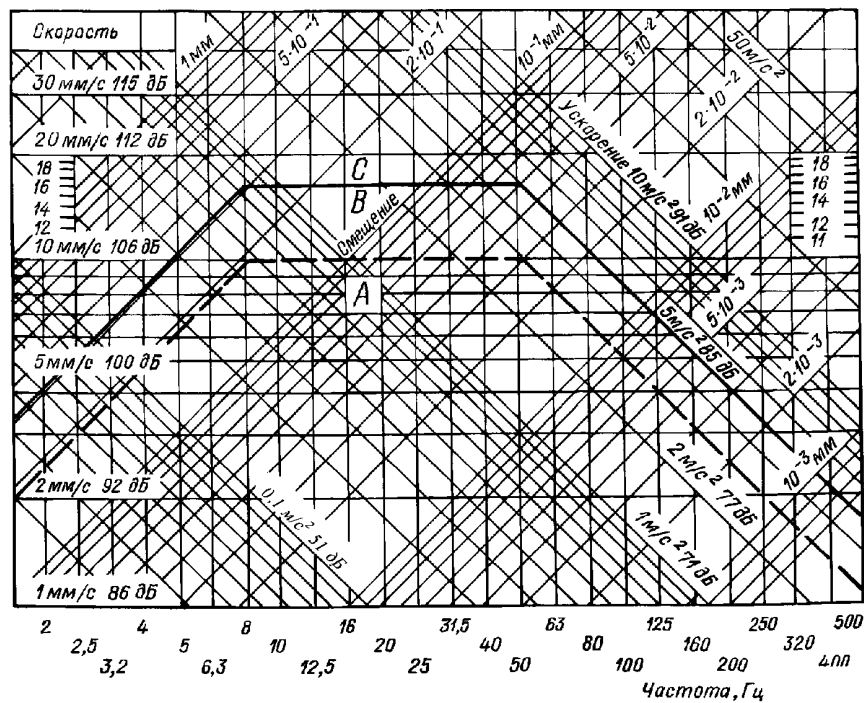 Скорость
1 мм
5·10−1
2·10−1
10−1 мм
5·10−2
50 м/с2
2·10−2
30 мм/с 115 дБ
20 мм/с 112 дБ
Ускорение 10 м/с2 91 дБ
10−2 мм
18
16
14
12
18
16
14
12
11
C
B
Смещение
10 мм/с 106 дБ
A
5 мм/с 100 дБ
5 м/с2 85 дБ
5·10−3
2·10−3
2 мм/с 92 дБ
0,1 м/с2 51 дБ
2 м/с2 77 дБ
10−3 мм
1 мм/с 86 дБ
1 м/с2 71 дБ
2 4 8 16 31,5 63 125 250 500
2,5 5 10 20 40 80 160 320
3,2 6,3 12,5 25 50 100 200 400
Частота, Гц